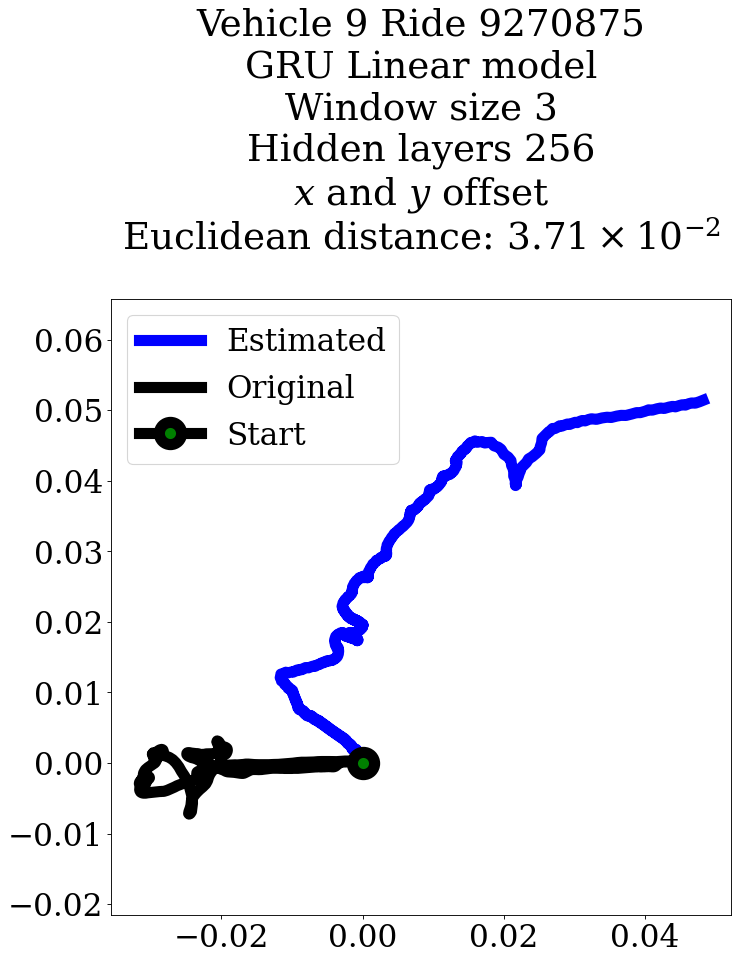 Vehicle 9 Ride 9270875
GRU Linear model
Window size 3
Hidden layers 256
x and y offset
Euclidean distance: 3.71 × 10⁻²
Estimated
Original
Start
0.06
0.05
0.04
0.03
0.02
0.01
0.00
−0.01
−0.02
−0.02 0.00 0.02 0.04